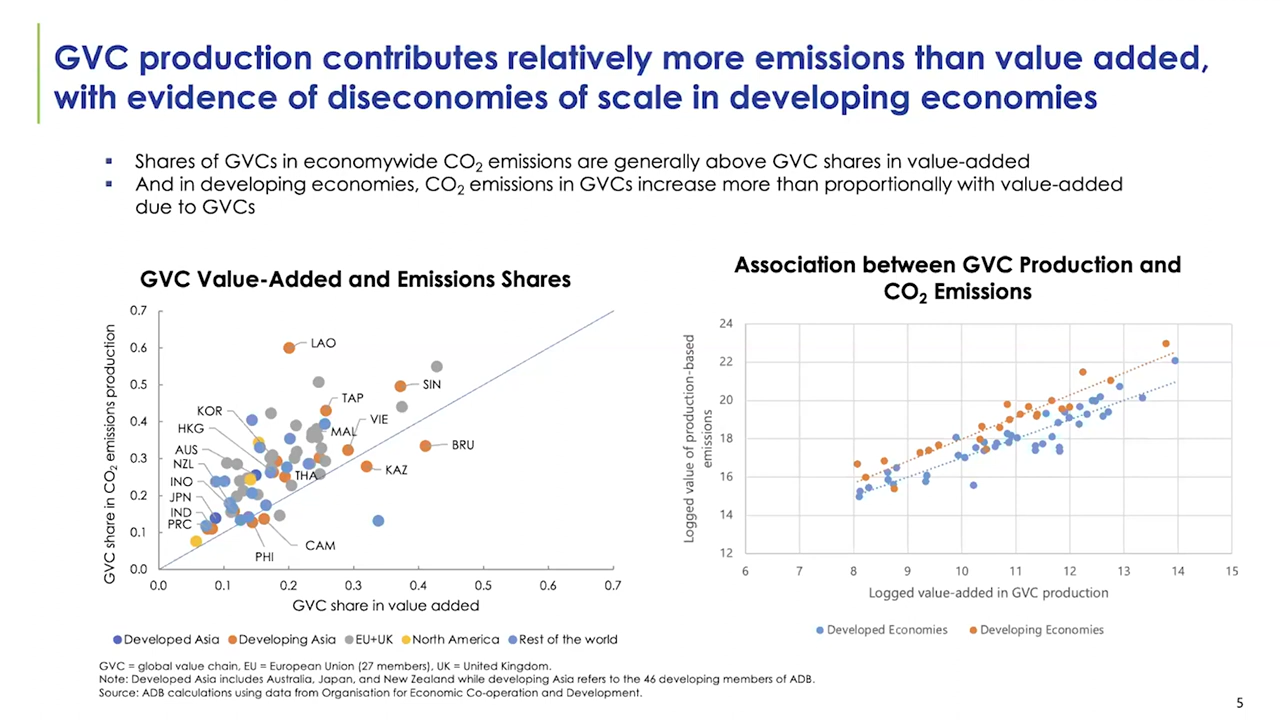 GVC production contributes relatively more emissions than value added,
with evidence of diseconomies of scale in developing economies
▪ Shares of GVCs in economywide CO₂ emissions are generally above GVC shares in value-added
▪ And in developing economies, CO₂ emissions in GVCs increase more than proportionally with value-added
due to GVCs
GVC Value-Added and Emissions Shares
GVC share in CO₂ emissions production
0.7
0.6
0.5
0.4
0.3
0.2
0.1
0.0
LAO
SIN
TAP
KOR
VIE
HKG
MAL
BRU
AUS
NZL
KAZ
THA
INO
JPN
IND
PRC
CAM
PHI
0.0 0.1 0.2 0.3 0.4 0.5 0.6 0.7
GVC share in value added
Developed Asia Developing Asia EU+UK North America Rest of the world
Association between GVC Production and
CO₂ Emissions
Logged value of production-based
emissions
24
22
20
18
16
14
12
6 7 8 9 10 11 12 13 14 15
Logged value-added in GVC production
Developed Economies Developing Economies
GVC = global value chain, EU = European Union (27 members), UK = United Kingdom.
Note: Developed Asia includes Australia, Japan, and New Zealand while developing Asia refers to the 46 developing members of ADB.
Source: ADB calculations using data from Organisation for Economic Co-operation and Development.
5